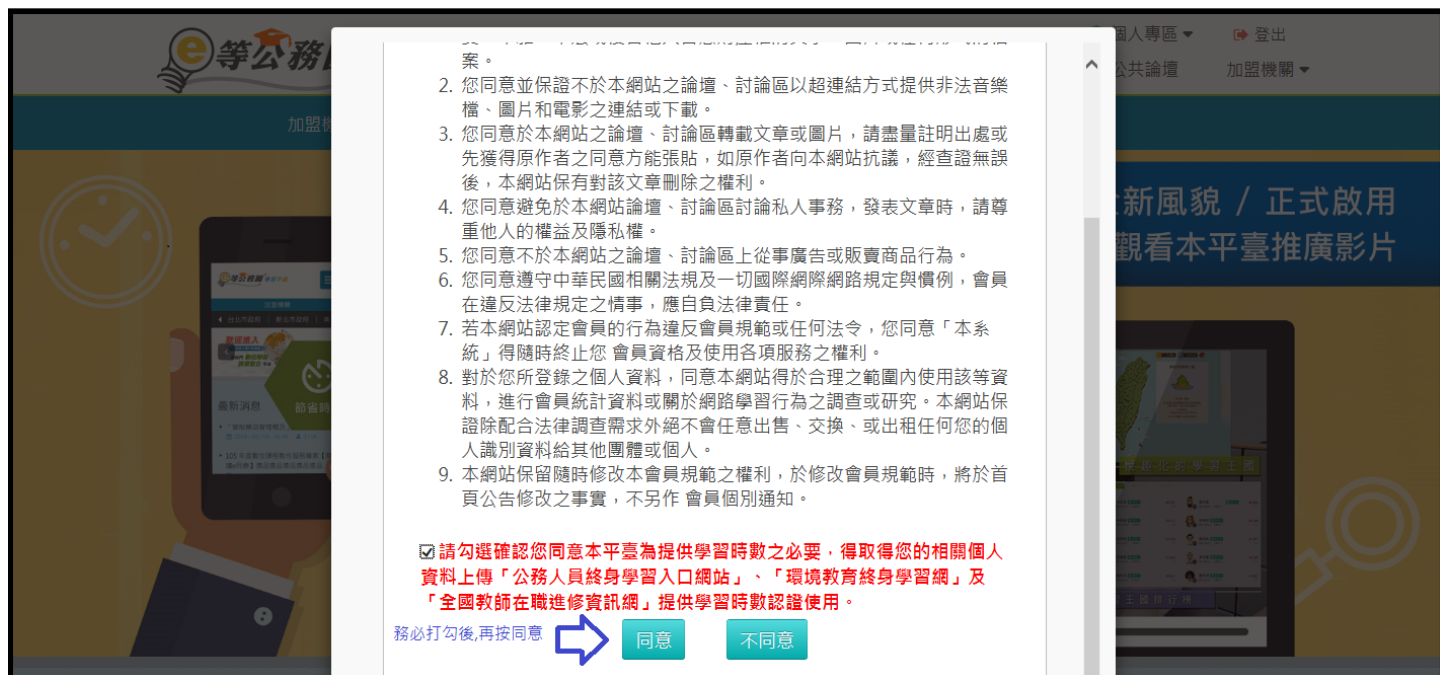 等公務
個人專區
登出
公共論壇
加盟機關
案。
2. 您同意並保證不於本網站之論壇、討論區以超連結方式提供非法音樂
檔、圖片和電影之連結或下載。
3. 您同意於本網站之論壇、討論區轉載文章或圖片，請盡量註明出處或
先獲得原作者之同意方能張貼，如原作者向本網站抗議，經查證無誤
後，本網站保有對該文章刪除之權利。
4. 您同意避免於本網站論壇、討論區討論私人事務，發表文章時，請尊
重他人的權益及隱私權。
5. 您同意不於本網站之論壇、討論區上從事廣告或販賣商品行為。
6. 您同意遵守中華民國相關法規及一切國際網際網路規定與慣例，會員
在違反法律規定之情事，應自負法律責任。
7. 若本網站認定會員的行為違反會員規範或任何法令，您同意「本系
統」得隨時終止您 會員資格及使用各項服務之權利。
8. 對於您所登錄之個人資料，同意本網站得於合理之範圍內使用該等資
料，進行會員統計資料或關於網路學習行為之調查或研究。本網站保
證除配合法律調查需求外絕不會任意出售、交換、或出租任何您的個
人識別資料給其他團體或個人。
9. 本網站保留隨時修改本會員規範之權利，於修改會員規範時，將於首
頁公告修改之事實，不另作 會員個別通知。
請勾選確認您同意本平臺為提供學習時數之必要，得取得您的相關個人
資料上傳「公務人員終身學習入口網站」、「環境教育終身學習網」及
「全國教師在職進修資訊網」提供學習時數認證使用。
務必打勾後,再按同意
同意
不同意
加盟機
新風貌 / 正式啟用
觀看本平臺推廣影片
最新消息
節省時